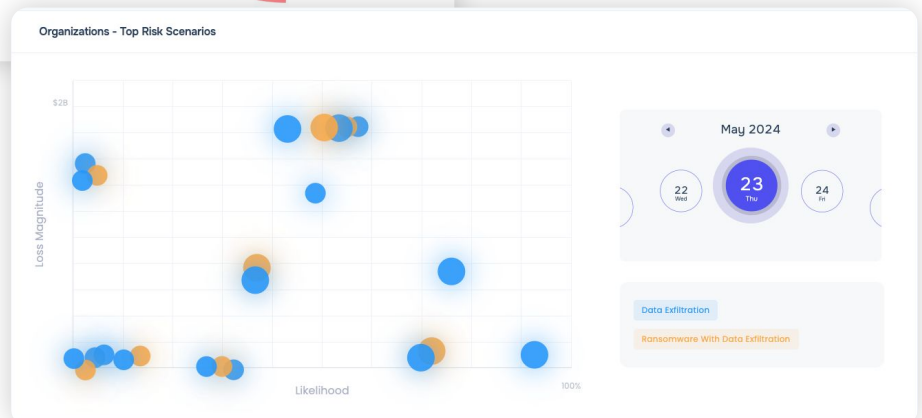 Organizations - Top Risk Scenarios
$2B
Loss Magnitude
Likelihood
100%
May 2024
22
Wed
23
Thu
24
Fri
Data Exfiltration
Ransomware With Data Exfiltration